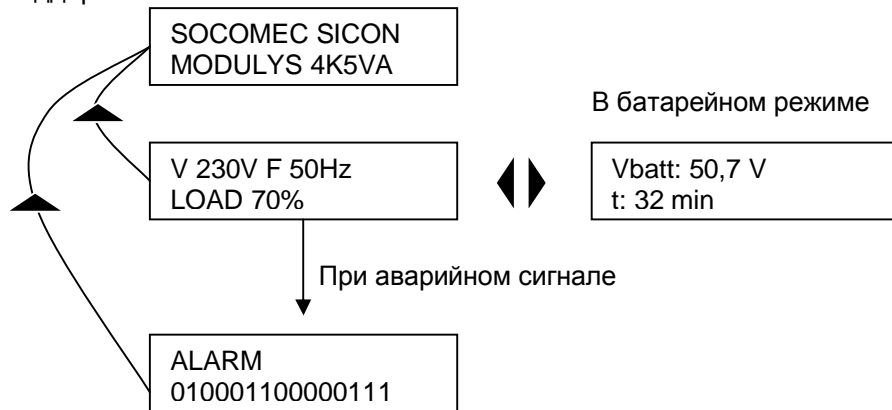 SOCOMEC SICON
MODULYS 4K5VA
В батарейном режиме
V 230V F 50Hz
LOAD 70%
Vbatt: 50,7 V
t: 32 min
При аварийном сигнале
ALARM
010001100000111